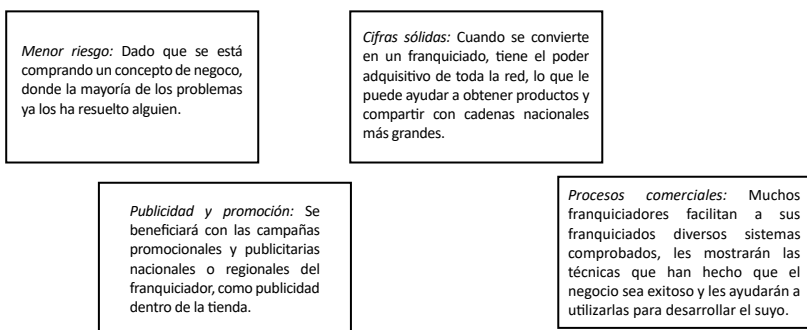 Menor riesgo: Dado que se está
comprando un concepto de negoco,
donde la mayoría de los problemas
ya los ha resuelto alguien.
Cifras sólidas: Cuando se convierte
en un franquiciado, tiene el poder
adquisitivo de toda la red, lo que le
puede ayudar a obtener productos y
compartir con cadenas nacionales
más grandes.
Publicidad y promoción: Se
beneficiará con las campañas
promocionales y publicitarias
nacionales o regionales del
franquiciador, como publicidad
dentro de la tienda.
Procesos comerciales: Muchos
franquiciadores facilitan a sus
franquiciados diversos sistemas
comprobados, les mostrarán las
técnicas que han hecho que el
negocio sea exitoso y les ayudarán a
utilizarlas para desarrollar el suyo.